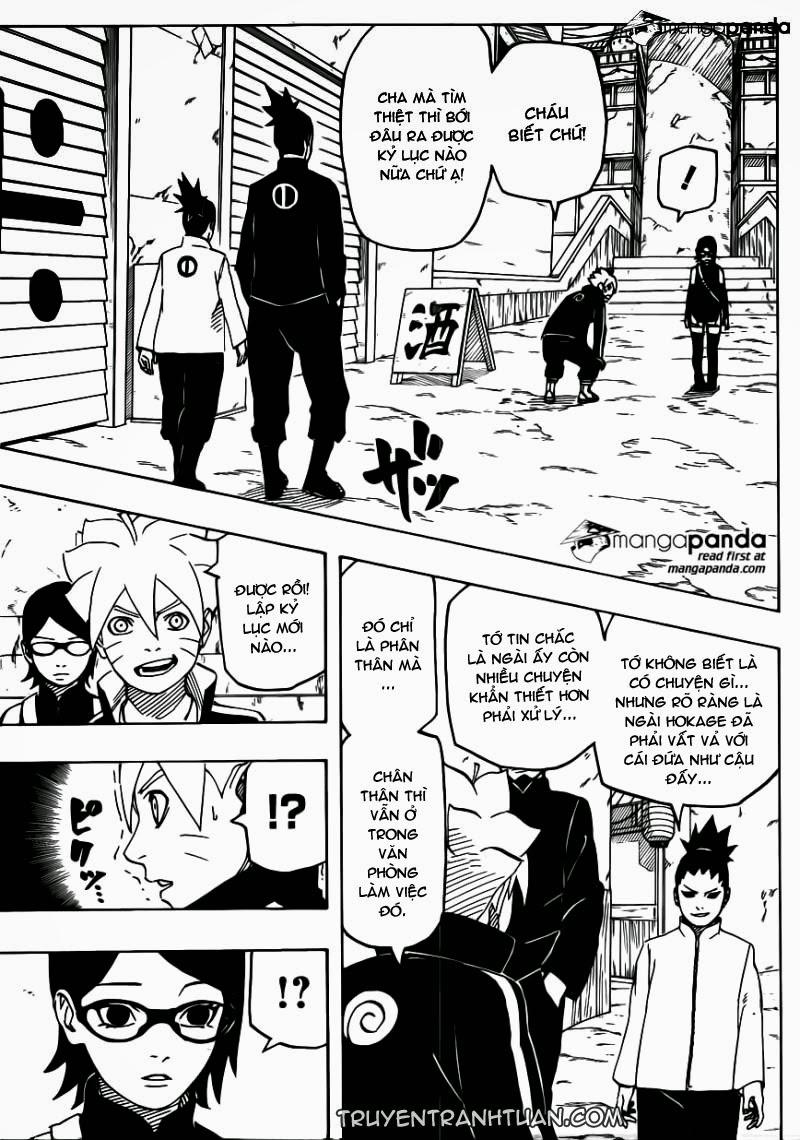 mangapanda
CHÁU
BIẾT CHỨ!
CHA MÀ TÌM
THIỆT THÌ BỚI
ĐÂU RA ĐƯỢC
KỶ LỤC NÀO
NỮA CHỨ Ạ!
!
酒
ザッ
mangapanda
READ FIRST AT
mangapanda.com
TỚ KHÔNG BIẾT LÀ
CÓ CHUYỆN GÌ...
NHƯNG RÕ RÀNG LÀ
NGÀI HOKAGE ĐÃ
PHẢI VẤT VẢ VỚI
CÁI ĐỨA NHƯ CẬU
ĐẤY...
TỚ TIN CHẮC
LÀ NGÀI ẤY CÒN
NHIỀU CHUYỆN
KHẨN THIẾT HƠN
PHẢI XỬ LÝ...
ĐÓ CHỈ
LÀ PHÂN
THÂN MÀ
...
CHÂN
THÂN THÌ
VẪN Ở
TRONG
VĂN
PHÒNG
LÀM VIỆC
ĐÓ.
ĐƯỢC RỒI!
LẬP KỶ
LỤC MỚI
NÀO...
!?
ピクッ...
!?
TRUYENTRANHTUAN.COM